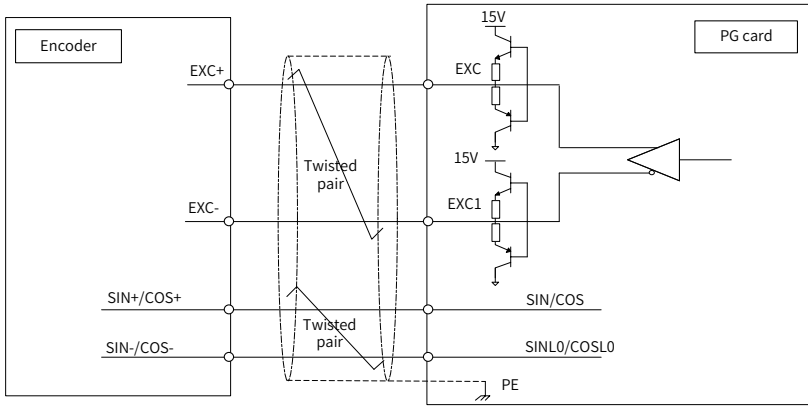 15V
Encoder
PG card
EXC+
EXC
Twisted
pair
15V
EXC-
EXC1
SIN+/COS+
SIN/COS
Twisted
pair
SIN-/COS-
SINL0/COSL0
PE